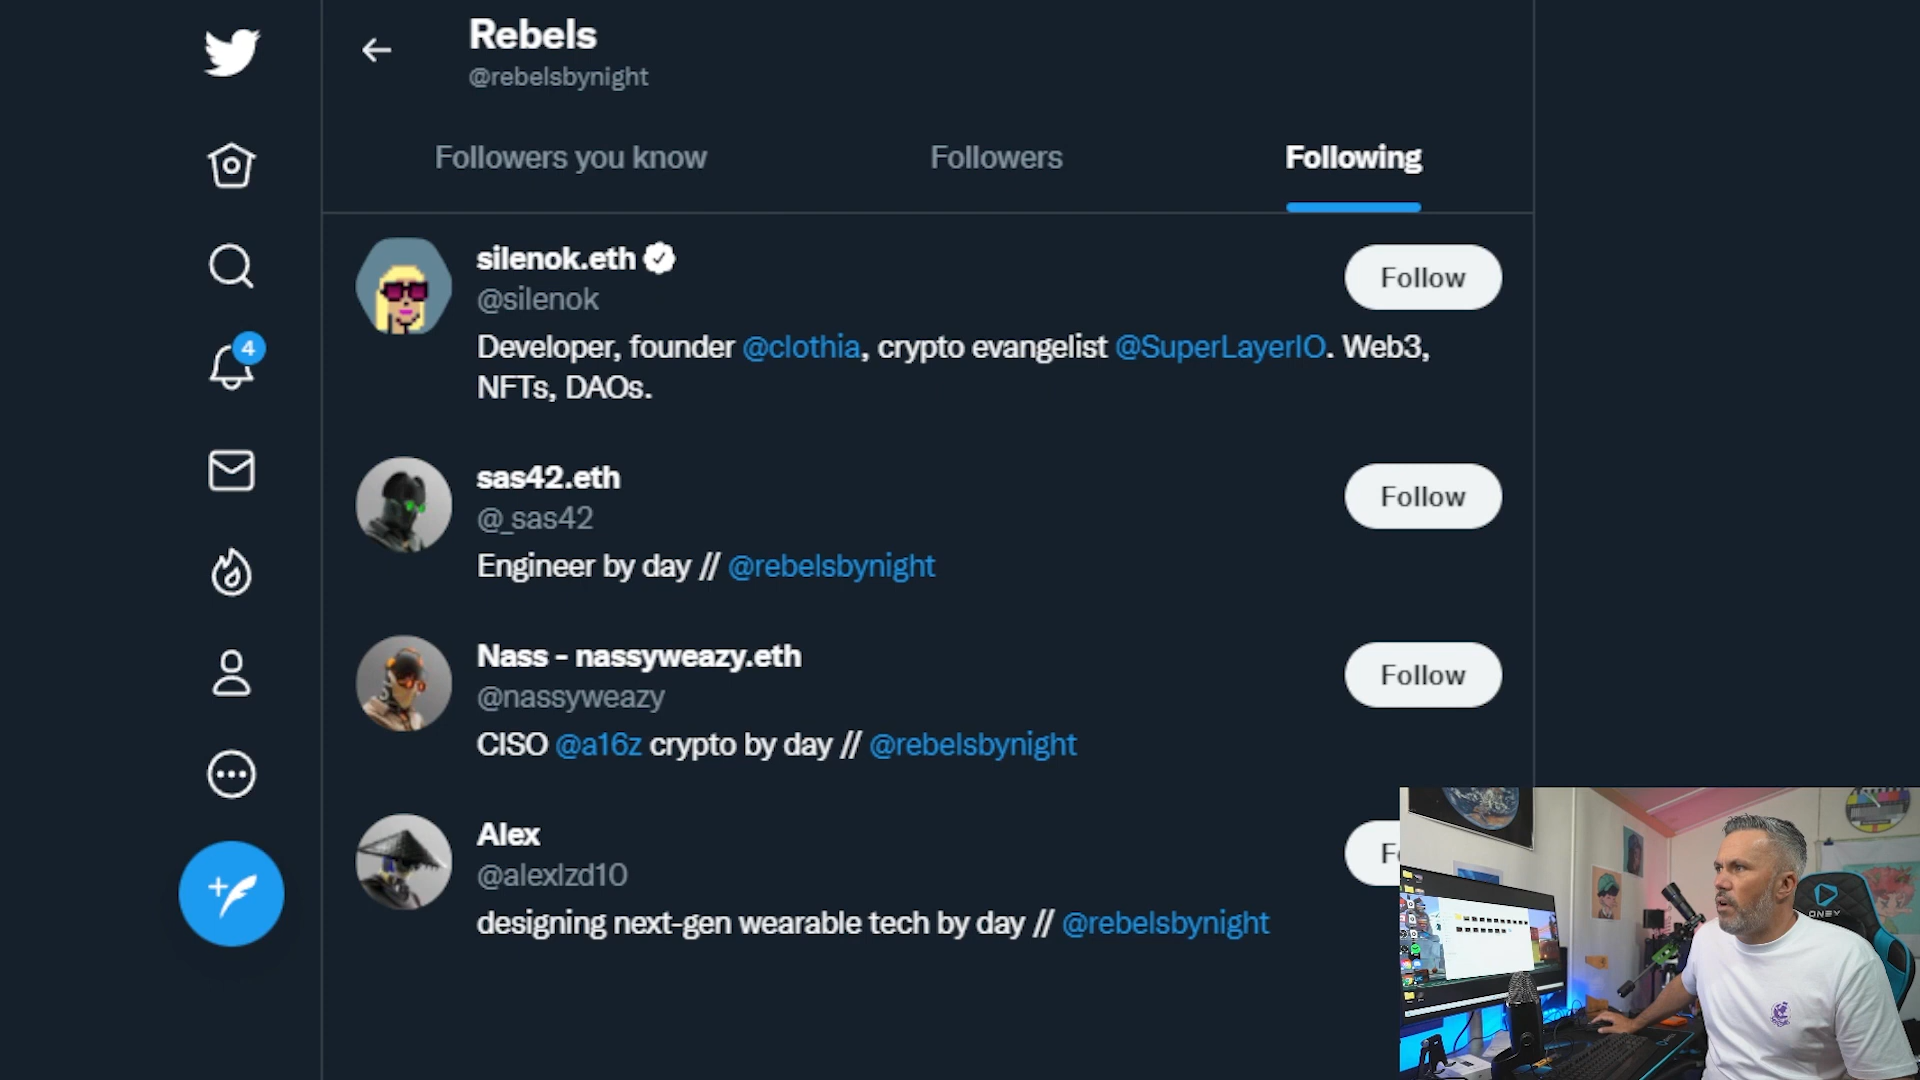 Rebels
@rebelsbynight
Followers you know
Followers
Following
silenok.eth
@silenok
Follow
Developer, founder @clothia, crypto evangelist @SuperLayerIO. Web3,
NFTs, DAOs.
4
sas42.eth
@_sas42
Follow
Engineer by day // @rebelsbynight
Nass - nassyweazy.eth
@nassyweazy
Follow
CISO @a16z crypto by day // @rebelsbynight
Alex
@alexlzd10
Fo
designing next-gen wearable tech by day // @rebelsbynight
ONEX